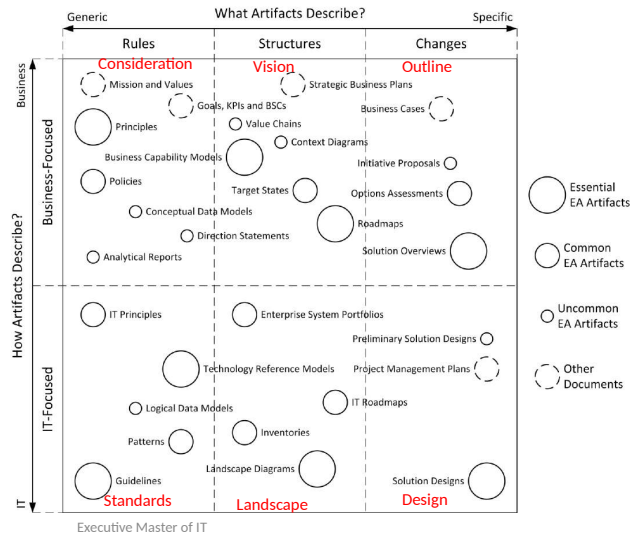 What Artifacts Describe?
Generic
Specific
Rules
Structures
Changes
How Artifacts Describe?
Business
IT
Business-Focused
IT-Focused
Consideration
Vision
Outline
Mission and Values
Strategic Business Plans
Goals, KPIs and BSCs
Business Cases
Principles
Value Chains
Context Diagrams
Business Capability Models
Initiative Proposals
Policies
Target States
Options Assessments
Conceptual Data Models
Roadmaps
Direction Statements
Solution Overviews
Analytical Reports
IT Principles
Enterprise System Portfolios
Preliminary Solution Designs
Technology Reference Models
Project Management Plans
Logical Data Models
IT Roadmaps
Patterns
Inventories
Landscape Diagrams
Guidelines
Solution Designs
Standards
Landscape
Design
Essential
EA Artifacts
Common
EA Artifacts
Uncommon
EA Artifacts
Other
Documents
Executive Master of IT